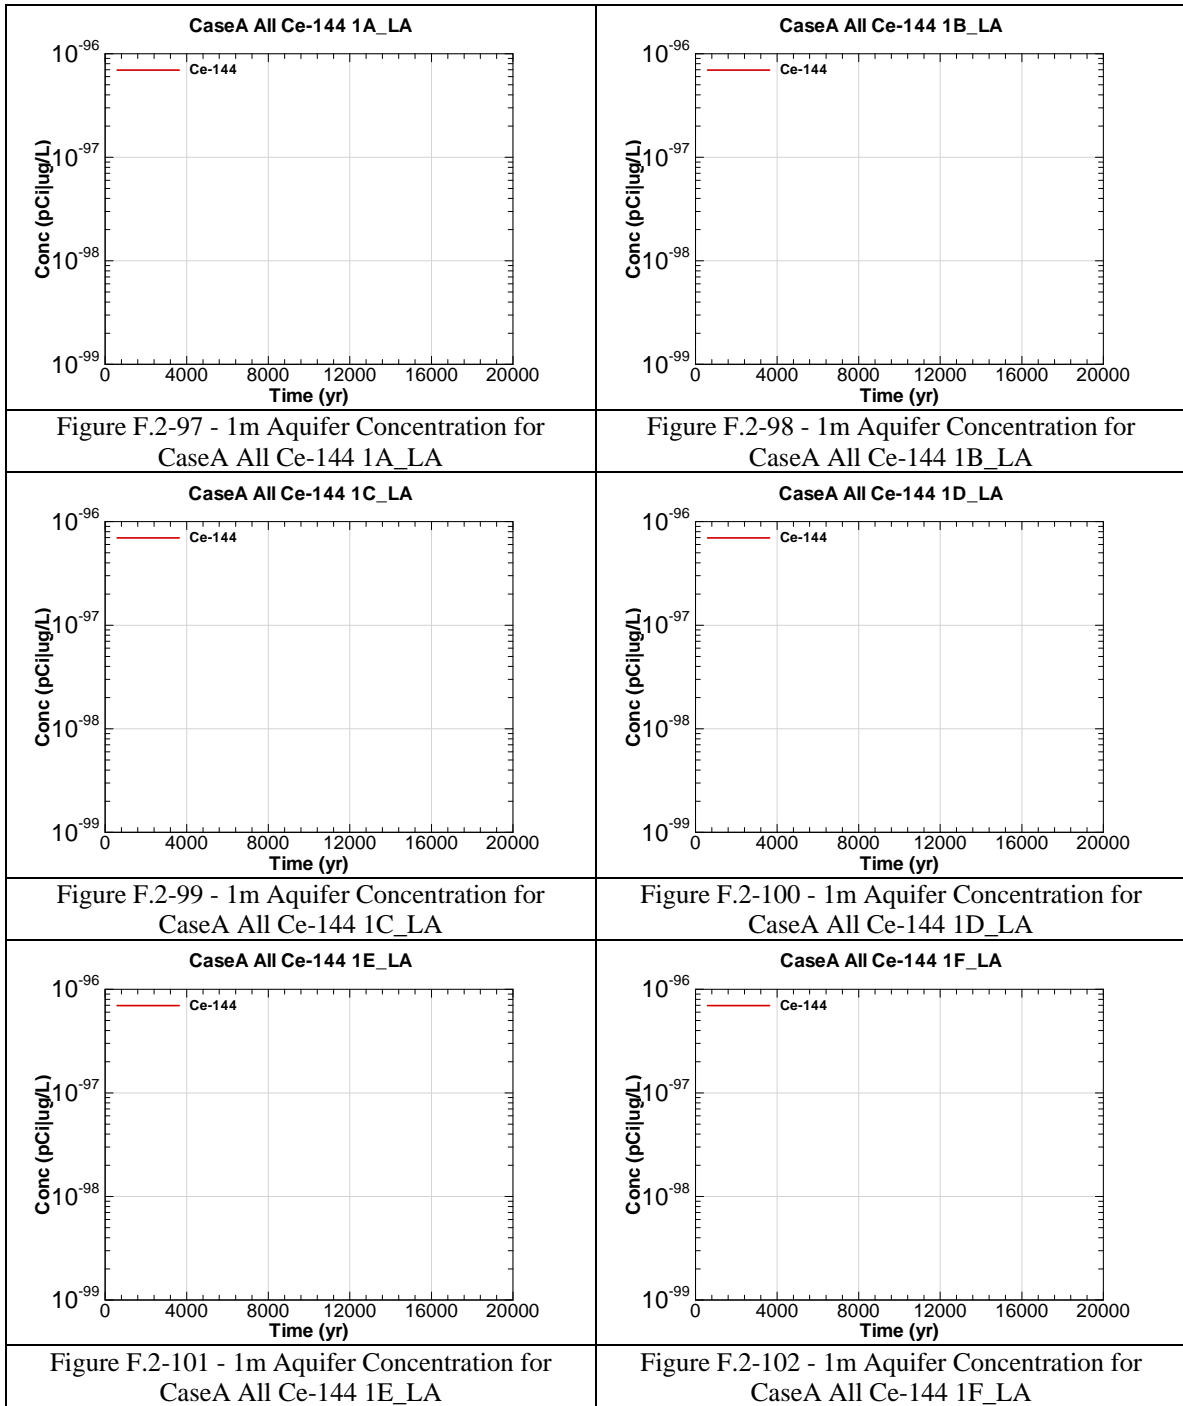 CaseA All Ce-144 1A_LA
10^-96
Ce-144
10^-97
Conc (pCi|ug/L)
10^-98
10^-99
0 4000 8000 12000 16000 20000
Time (yr)
Figure F.2-97 - 1m Aquifer Concentration for
CaseA All Ce-144 1A_LA
CaseA All Ce-144 1B_LA
10^-96
Ce-144
10^-97
Conc (pCi|ug/L)
10^-98
10^-99
0 4000 8000 12000 16000 20000
Time (yr)
Figure F.2-98 - 1m Aquifer Concentration for
CaseA All Ce-144 1B_LA
CaseA All Ce-144 1C_LA
10^-96
Ce-144
10^-97
Conc (pCi|ug/L)
10^-98
10^-99
0 4000 8000 12000 16000 20000
Time (yr)
Figure F.2-99 - 1m Aquifer Concentration for
CaseA All Ce-144 1C_LA
CaseA All Ce-144 1D_LA
10^-96
Ce-144
10^-97
Conc (pCi|ug/L)
10^-98
10^-99
0 4000 8000 12000 16000 20000
Time (yr)
Figure F.2-100 - 1m Aquifer Concentration for
CaseA All Ce-144 1D_LA
CaseA All Ce-144 1E_LA
10^-96
Ce-144
10^-97
Conc (pCi|ug/L)
10^-98
10^-99
0 4000 8000 12000 16000 20000
Time (yr)
Figure F.2-101 - 1m Aquifer Concentration for
CaseA All Ce-144 1E_LA
CaseA All Ce-144 1F_LA
10^-96
Ce-144
10^-97
Conc (pCi|ug/L)
10^-98
10^-99
0 4000 8000 12000 16000 20000
Time (yr)
Figure F.2-102 - 1m Aquifer Concentration for
CaseA All Ce-144 1F_LA